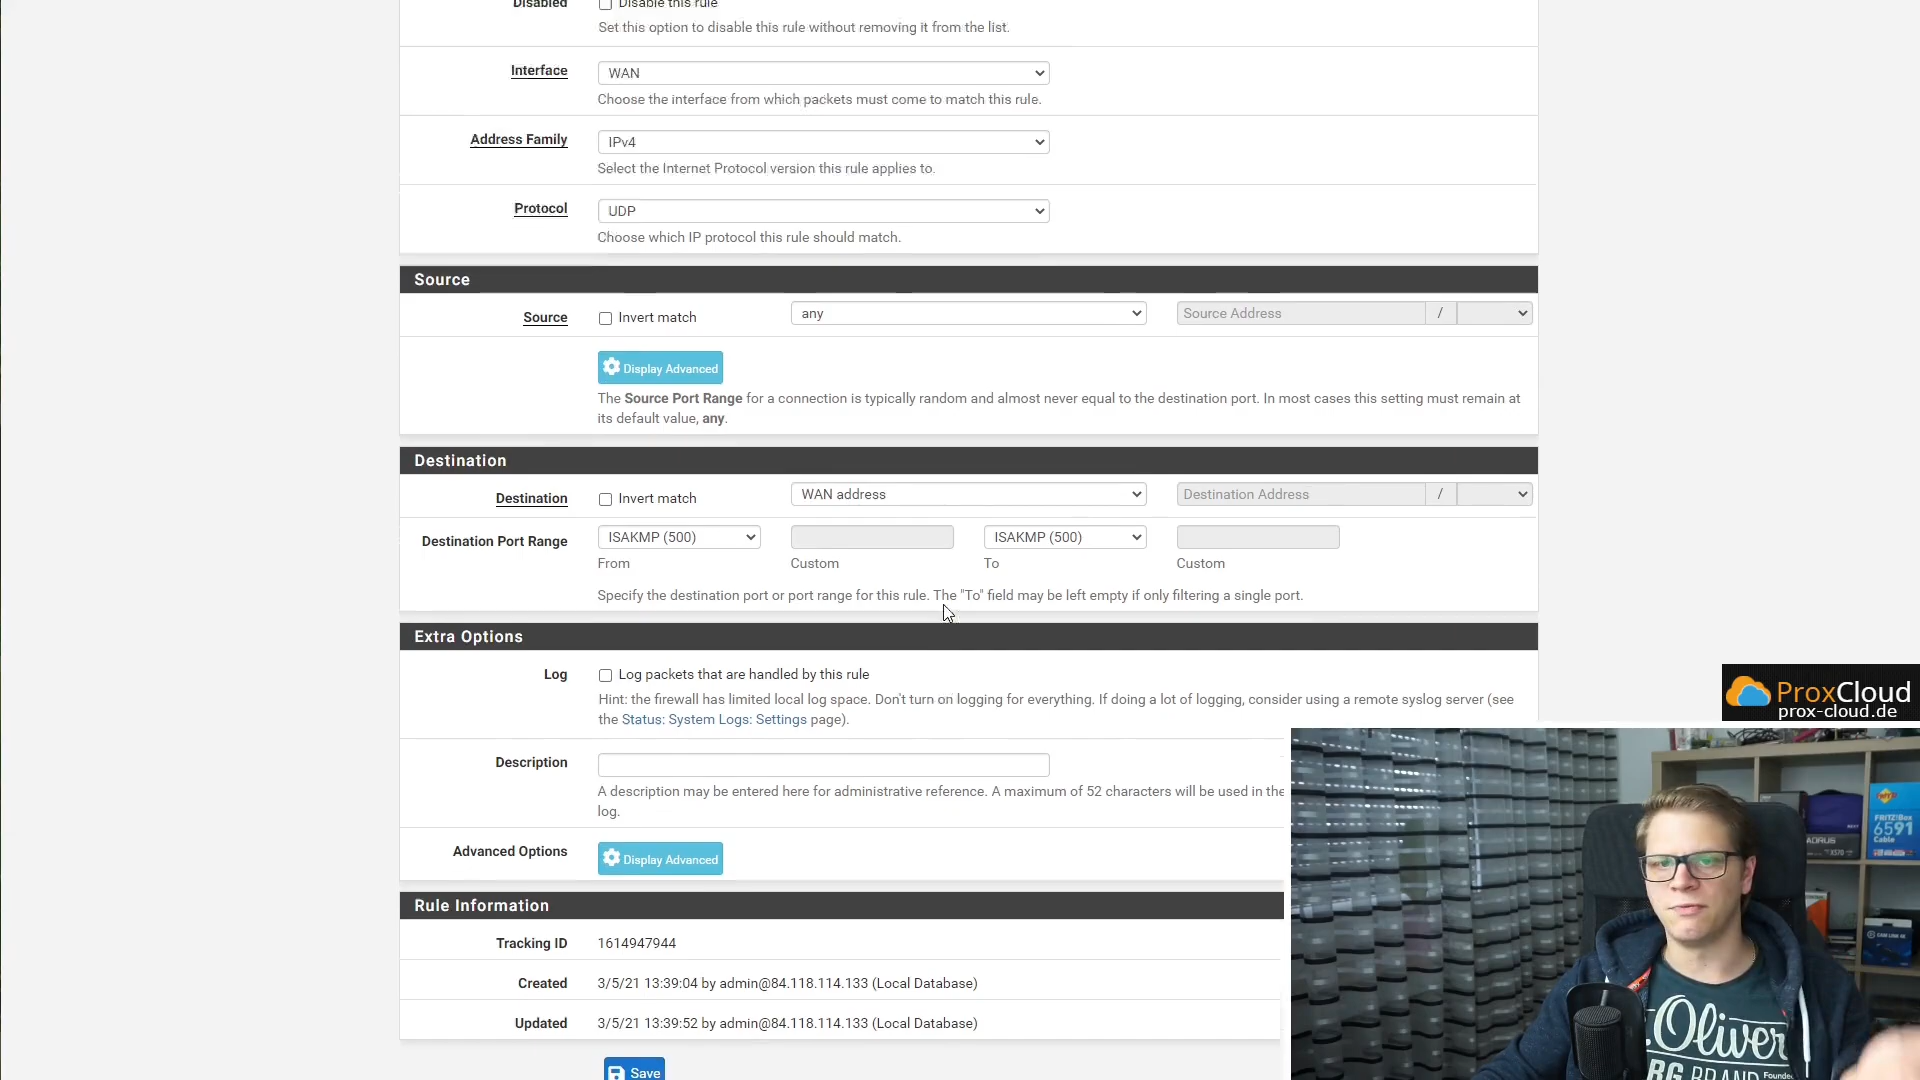 Disabled
Disable this rule
Set this option to disable this rule without removing it from the list.
Interface
WAN
Choose the interface from which packets must come to match this rule.
Address Family
IPv4
Select the Internet Protocol version this rule applies to.
Protocol
UDP
Choose which IP protocol this rule should match.
Source
Source
Invert match
any
Source Address
/
Display Advanced
The Source Port Range for a connection is typically random and almost never equal to the destination port. In most cases this setting must remain at
its default value, any.
Destination
Destination
Invert match
WAN address
Destination Address
/
Destination Port Range
ISAKMP (500)
ISAKMP (500)
From
Custom
To
Custom
Specify the destination port or port range for this rule. The "To" field may be left empty if only filtering a single port.
Extra Options
Log
Log packets that are handled by this rule
Hint: the firewall has limited local log space. Don't turn on logging for everything. If doing a lot of logging, consider using a remote syslog server (see
the Status: System Logs: Settings page).
Description
A description may be entered here for administrative reference. A maximum of 52 characters will be used in the
log.
Advanced Options
Display Advanced
Rule Information
Tracking ID
1614947944
Created
3/5/21 13:39:04 by admin@84.118.114.133 (Local Database)
Updated
3/5/21 13:39:52 by admin@84.118.114.133 (Local Database)
Save
ProxCloud
prox-cloud.de
FRITZ!Box
6591
Cable
AORUS
X570
CAM LINK 4K
Oliver
BRAND
Founded